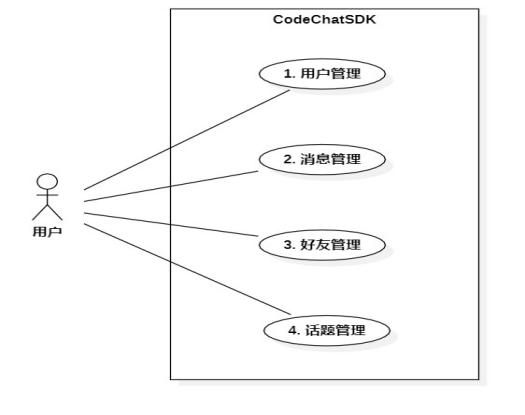 CodeChatSDK
1. 用户管理
2. 消息管理
用户
3. 好友管理
4. 话题管理